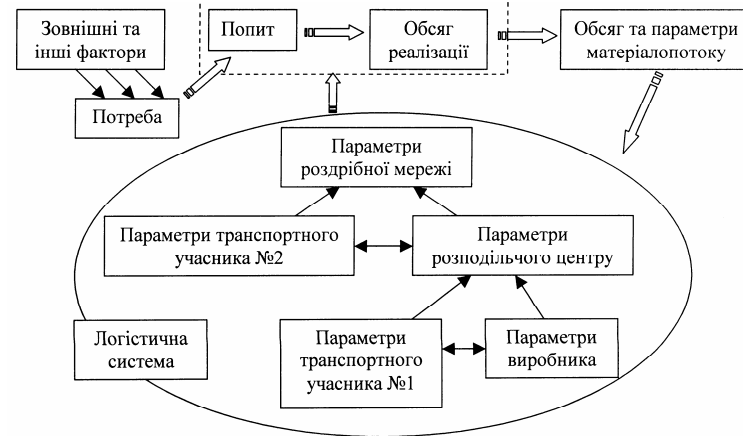 Зовнішні та
інші фактори
Попит
Обсяг
реалізації
Обсяг та параметри
матеріалопотоку
Потреба
Параметри
роздрібної мережі
Параметри транспортного
учасника №2
Параметри
розподільчого центру
Логістична
система
Параметри
транспортного
учасника №1
Параметри
виробника